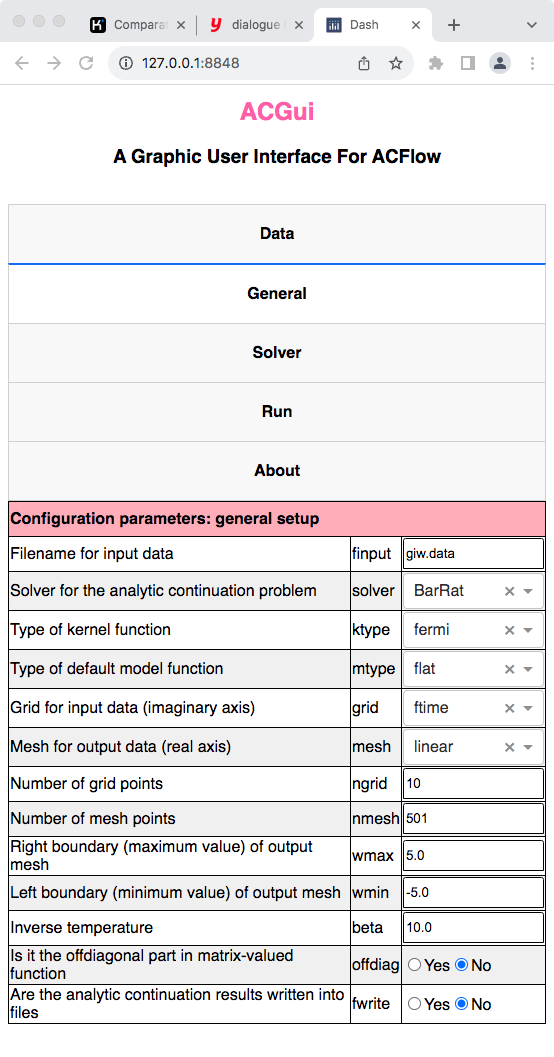 Compara
dialogue
Dash
127.0.0.1:8848
ACGui
A Graphic User Interface For ACFlow
Data
General
Solver
Run
About
Configuration parameters: general setup
Filename for input data finput giw.data
Solver for the analytic continuation problem solver BarRat
Type of kernel function ktype fermi
Type of default model function mtype flat
Grid for input data (imaginary axis) grid ftime
Mesh for output data (real axis) mesh linear
Number of grid points ngrid 10
Number of mesh points nmesh 501
Right boundary (maximum value) of output
mesh wmax 5.0
Left boundary (minimum value) of output mesh wmin -5.0
Inverse temperature beta 10.0
Is it the offdiagonal part in matrix-valued
function offdiag Yes No
Are the analytic continuation results written into
files fwrite Yes No